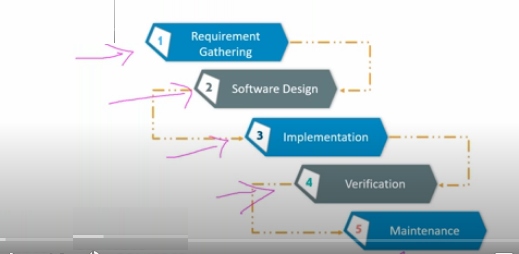 1 Requirement
Gathering
2 Software Design
3 Implementation
4 Verification
5 Maintenance